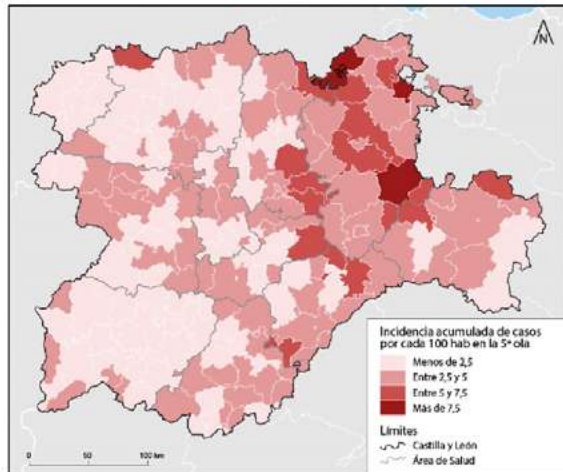 N
Incidencia acumulada de casos
por cada 100 hab en la 5ª ola
Menos de 2,5
Entre 2,5 y 5
Entre 5 y 7,5
Más de 7,5
Límites
Castilla y León
Área de Salud
0 50 100 km